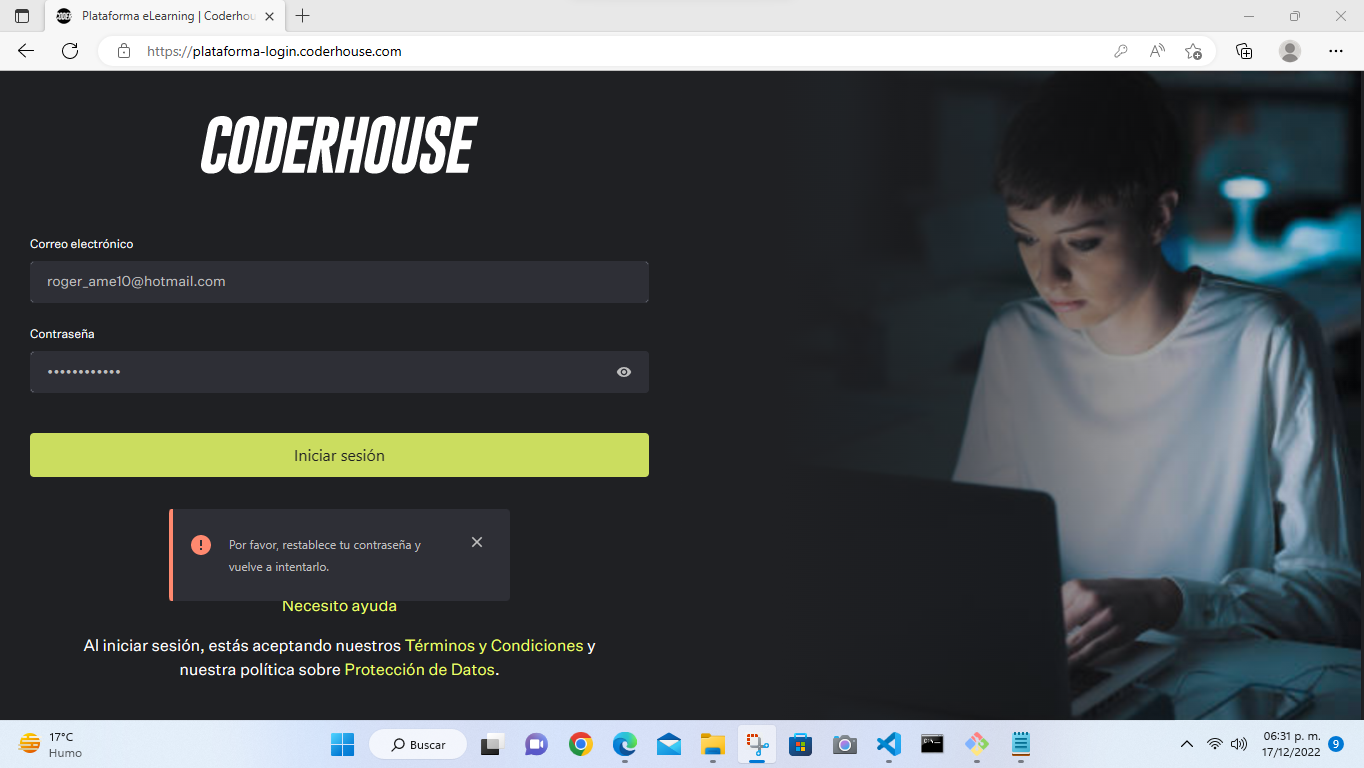 Plataforma eLearning | Coderhou
https://plataforma-login.coderhouse.com
CODERHOUSE
Correo electrónico
roger_ame10@hotmail.com
Contraseña
••••••••••••
Iniciar sesión
Por favor, restablece tu contraseña y
vuelve a intentarlo.
Necesito ayuda
Al iniciar sesión, estás aceptando nuestros Términos y Condiciones y
nuestra política sobre Protección de Datos.
17°C
Humo
Buscar
06:31 p. m.
17/12/2022
9